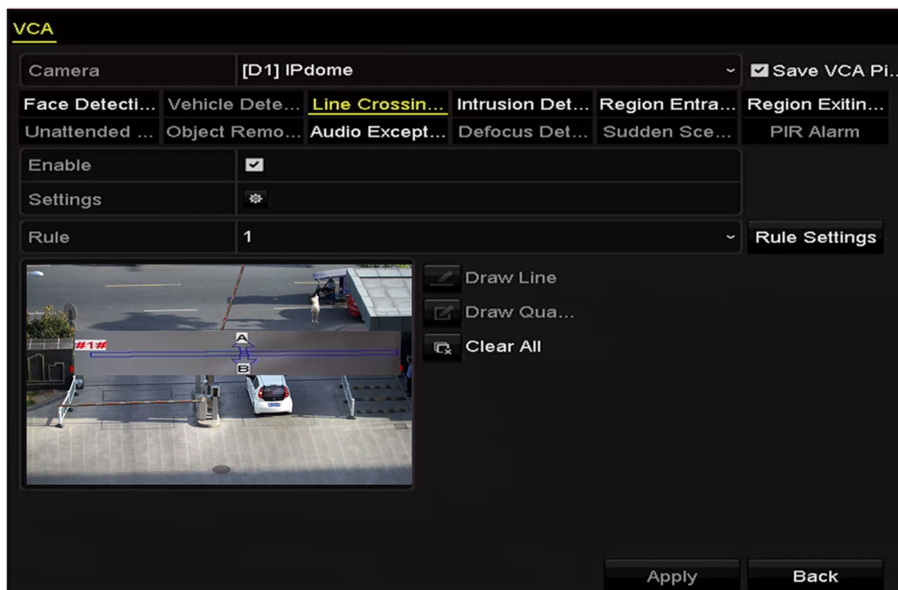 VCA
Camera [D1] IPdome Save VCA Pi..
Face Detecti... Vehicle Dete... Line Crossin... Intrusion Det... Region Entra... Region Exitin...
Unattended ... Object Remo... Audio Except... Defocus Det... Sudden Sce... PIR Alarm
Enable
Settings
Rule 1 Rule Settings
Draw Line
Draw Qua...
Clear All
#1#
A
B
Apply Back